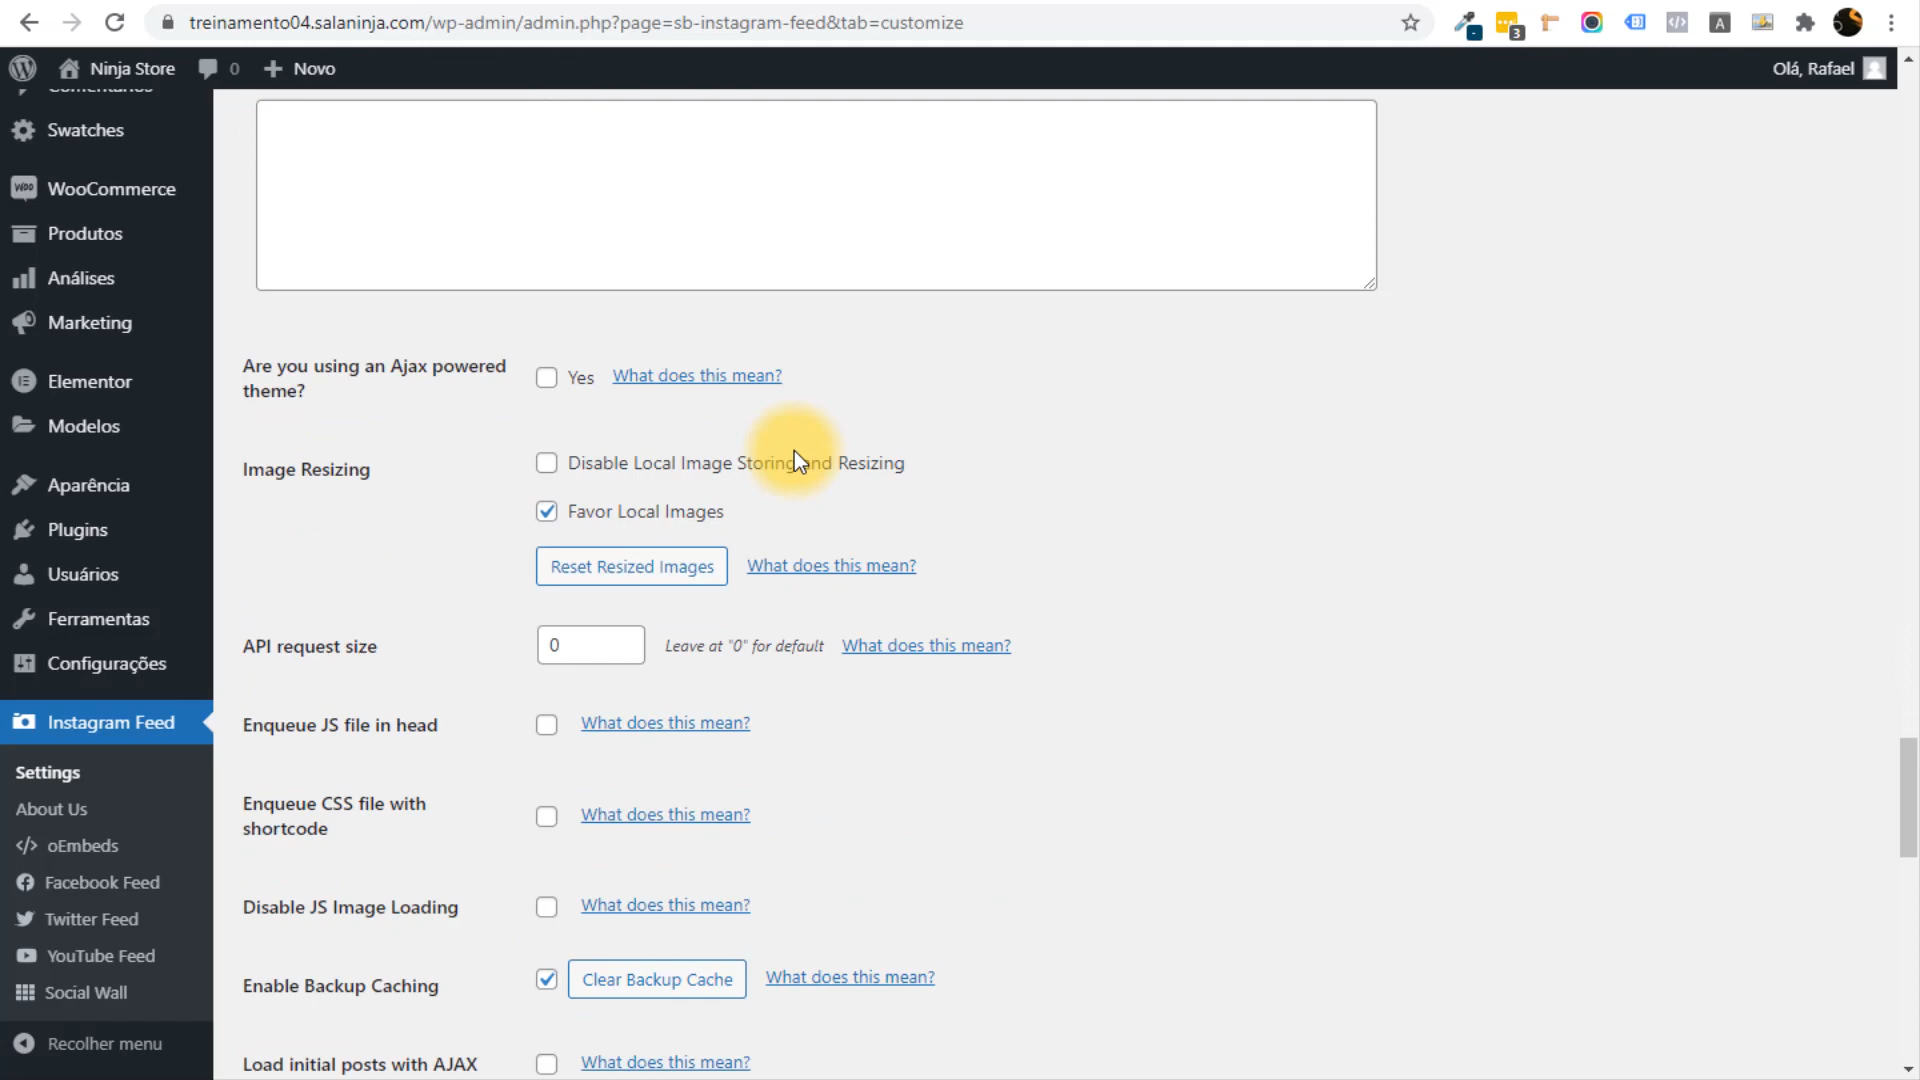 treinamento04.salaninja.com/wp-admin/admin.php?page=sb-instagram-feed&tab=customize
3
A
Ninja Store
0
Novo
Olá, Rafael
Comentários
Swatches
WooCommerce
Produtos
Análises
Marketing
Elementor
Modelos
Aparência
Plugins
Usuários
Ferramentas
Configurações
Instagram Feed
Settings
About Us
oEmbeds
Facebook Feed
Twitter Feed
YouTube Feed
Social Wall
Recolher menu
Are you using an Ajax powered
theme?
Yes What does this mean?
Image Resizing
Disable Local Image Storing and Resizing
Favor Local Images
Reset Resized Images What does this mean?
API request size
0 Leave at "0" for default What does this mean?
Enqueue JS file in head
What does this mean?
Enqueue CSS file with
shortcode
What does this mean?
Disable JS Image Loading
What does this mean?
Enable Backup Caching
Clear Backup Cache What does this mean?
Load initial posts with AJAX
What does this mean?